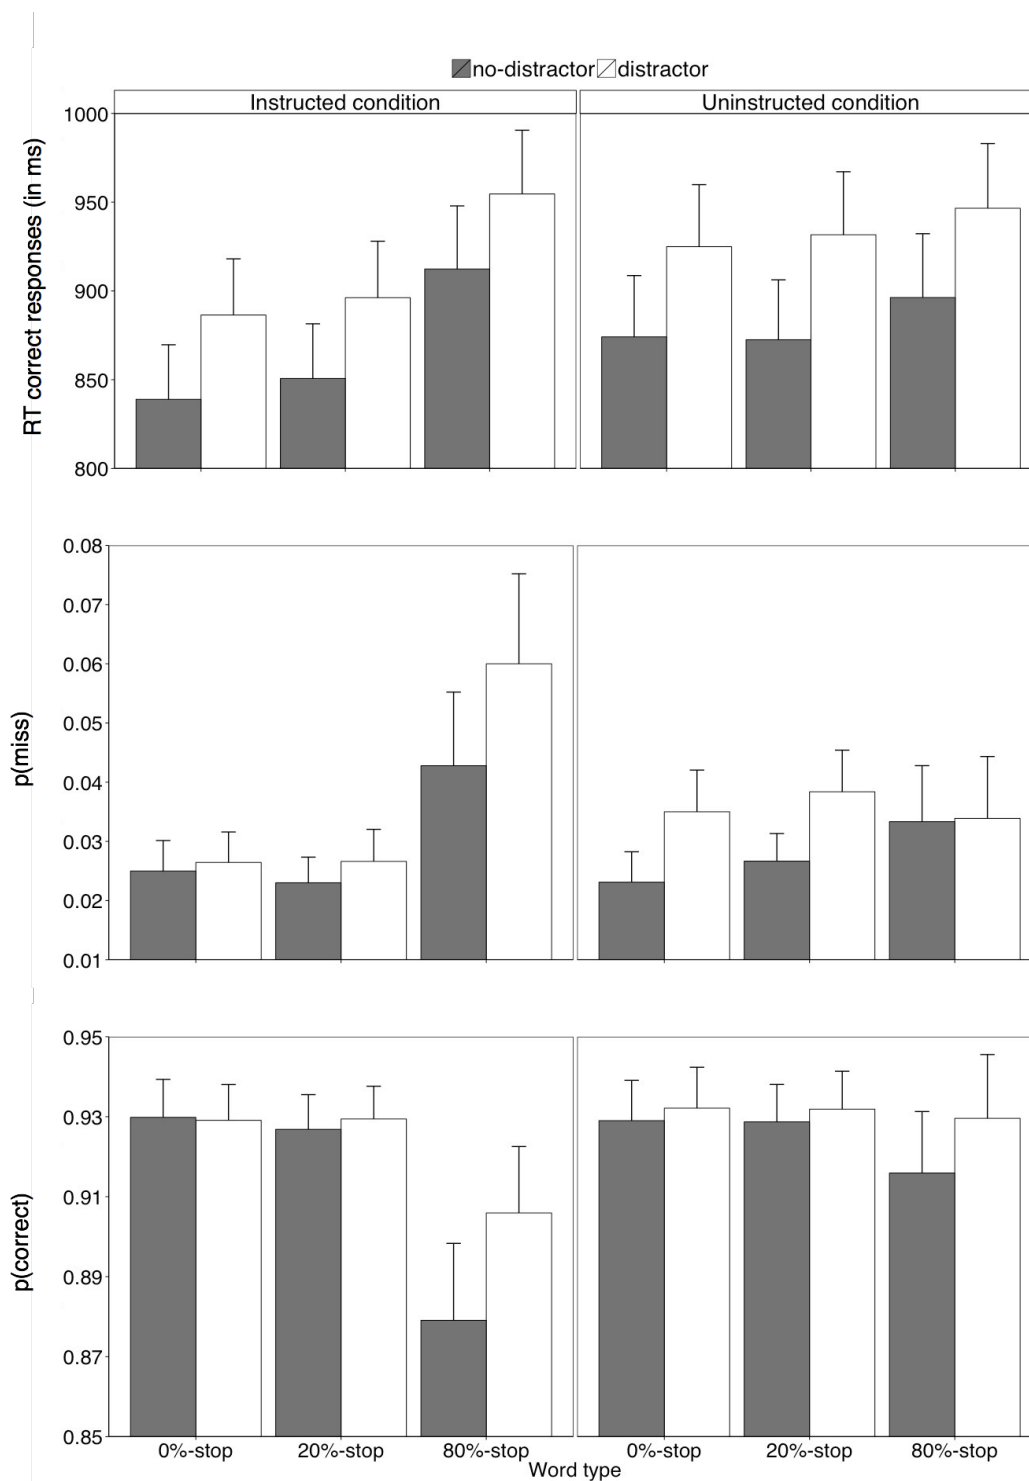 no-distractor distractor
Instructed condition Uninstructed condition
RT correct responses (in ms)
1000
950
900
850
800
p(miss)
0.08
0.07
0.06
0.05
0.04
0.03
0.02
0.01
p(correct)
0.95
0.93
0.91
0.89
0.87
0.85
0%-stop 20%-stop 80%-stop 0%-stop 20%-stop 80%-stop
Word type